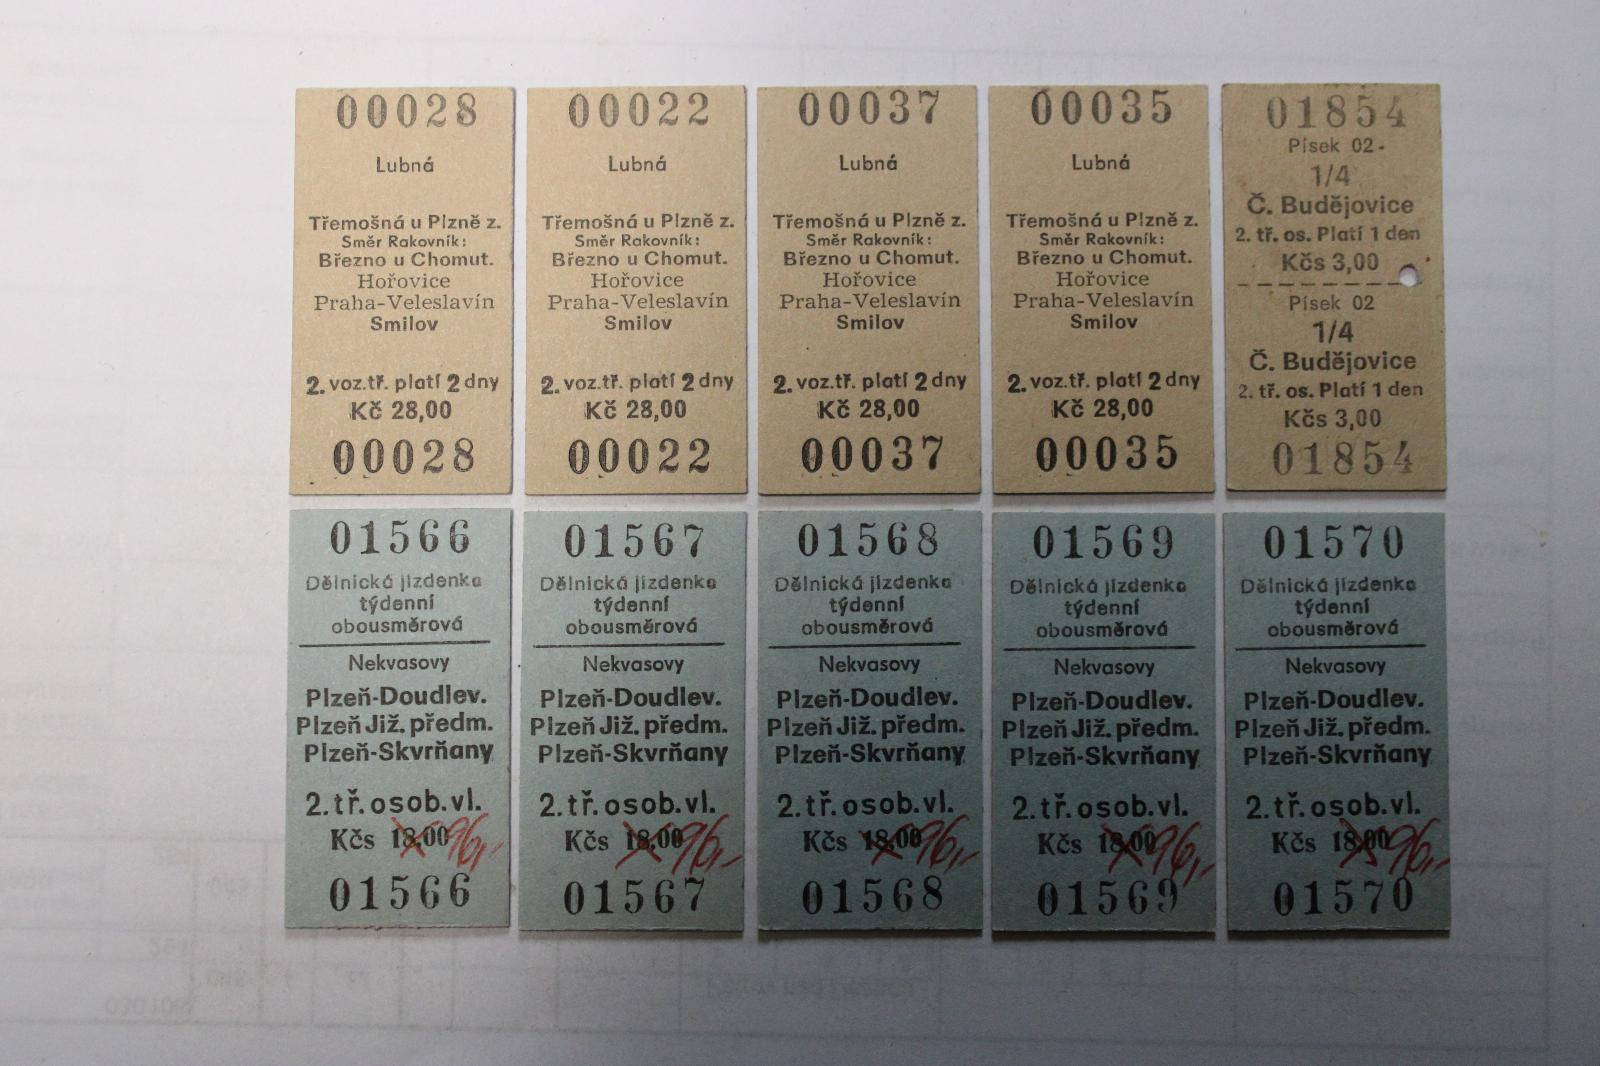 00028
Lubná
Třemošná u Plzně z.
Směr Rakovník:
Březno u Chomut.
Hořovice
Praha-Veleslavín
Smilov
2. voz.tř. platí 2 dny
Kč 28,00
00028
00022
Lubná
Třemošná u Plzně z.
Směr Rakovník:
Březno u Chomut.
Hořovice
Praha-Veleslavín
Smilov
2. voz.tř. platí 2 dny
Kč 28,00
00022
00037
Lubná
Třemošná u Plzně z.
Směr Rakovník:
Březno u Chomut.
Hořovice
Praha-Veleslavín
Smilov
2. voz.tř. platí 2 dny
Kč 28,00
00037
00035
Lubná
Třemošná u Plzně z.
Směr Rakovník:
Březno u Chomut.
Hořovice
Praha-Veleslavín
Smilov
2. voz.tř. platí 2 dny
Kč 28,00
00035
01854
Písek 02-
1/4
Č. Budějovice
2. tř. os. Platí 1 den
Kčs 3,00
Písek 02
1/4
Č. Budějovice
2. tř. os. Platí 1 den
Kčs 3,00
01854
01566
Dělnická jízdenka
týdenní
obousměrová
Nekvasovy
Plzeň-Doudlev.
Plzeň Již. předm.
Plzeň-Skvrňany
2. tř. osob. vl.
Kčs 18,00 96,-
01566
01567
Dělnická jízdenka
týdenní
obousměrová
Nekvasovy
Plzeň-Doudlev.
Plzeň Již. předm.
Plzeň-Skvrňany
2. tř. osob. vl.
Kčs 18,00 96,-
01567
01568
Dělnická jízdenka
týdenní
obousměrová
Nekvasovy
Plzeň-Doudlev.
Plzeň Již. předm.
Plzeň-Skvrňany
2. tř. osob. vl.
Kčs 18,00 96,-
01568
01569
Dělnická jízdenka
týdenní
obousměrová
Nekvasovy
Plzeň-Doudlev.
Plzeň Již. předm.
Plzeň-Skvrňany
2. tř. osob. vl.
Kčs 18,00 96,-
01569
01570
Dělnická jízdenka
týdenní
obousměrová
Nekvasovy
Plzeň-Doudlev.
Plzeň Již. předm.
Plzeň-Skvrňany
2. tř. osob. vl.
Kčs 18,00 96,-
01570